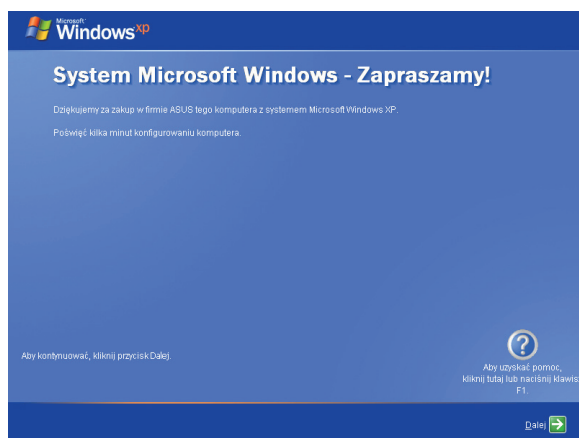 Microsoft
Windows xp
System Microsoft Windows - Zapraszamy!
Dziękujemy za zakup w firmie ASUS tego komputera z systemem Microsoft Windows XP.
Poświęć kilka minut konfigurowaniu komputera.
Aby kontynuować, kliknij przycisk Dalej.
?
Aby uzyskać pomoc,
kliknij tutaj lub naciśnij klawis
F1.
Dalej